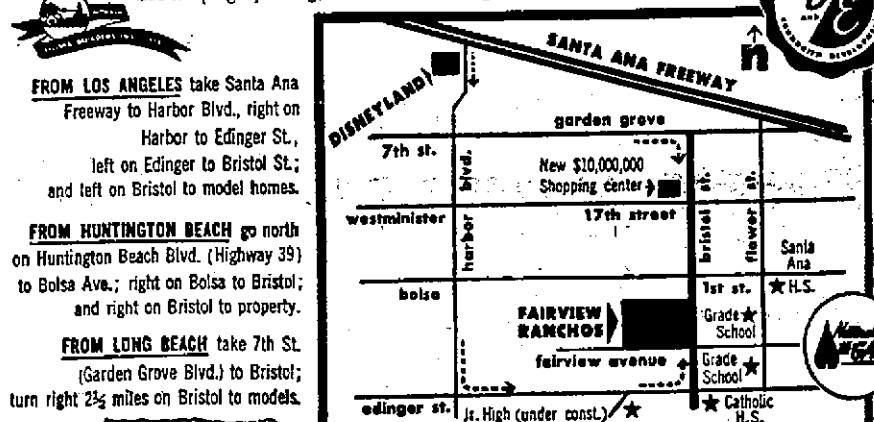 FROM LOS ANGELES take Santa Ana
Freeway to Harbor Blvd., right on
Harbor to Edinger St.,
left on Edinger to Bristol St.;
and left on Bristol to model homes.
FROM HUNTINGTON BEACH go north
on Huntington Beach Blvd. (Highway 39)
to Bolsa Ave.; right on Bolsa to Bristol;
and right on Bristol to property.
FROM LONG BEACH take 7th St.
(Garden Grove Blvd.) to Bristol;
turn right 2½ miles on Bristol to models.
SANTA ANA FREEWAY
n
DISNEYLAND
garden grove
7th st.
harbor blvd.
New $10,000,000
Shopping center
westminister
17th street
bristol st.
flower st.
Santa
Ana
H.S.
bolsa
1st st.
FAIRVIEW
RANCHOS
Grade
School
fairview avenue
Grade
School
edinger st.
Jr. High (under const.)
Catholic
H.S.